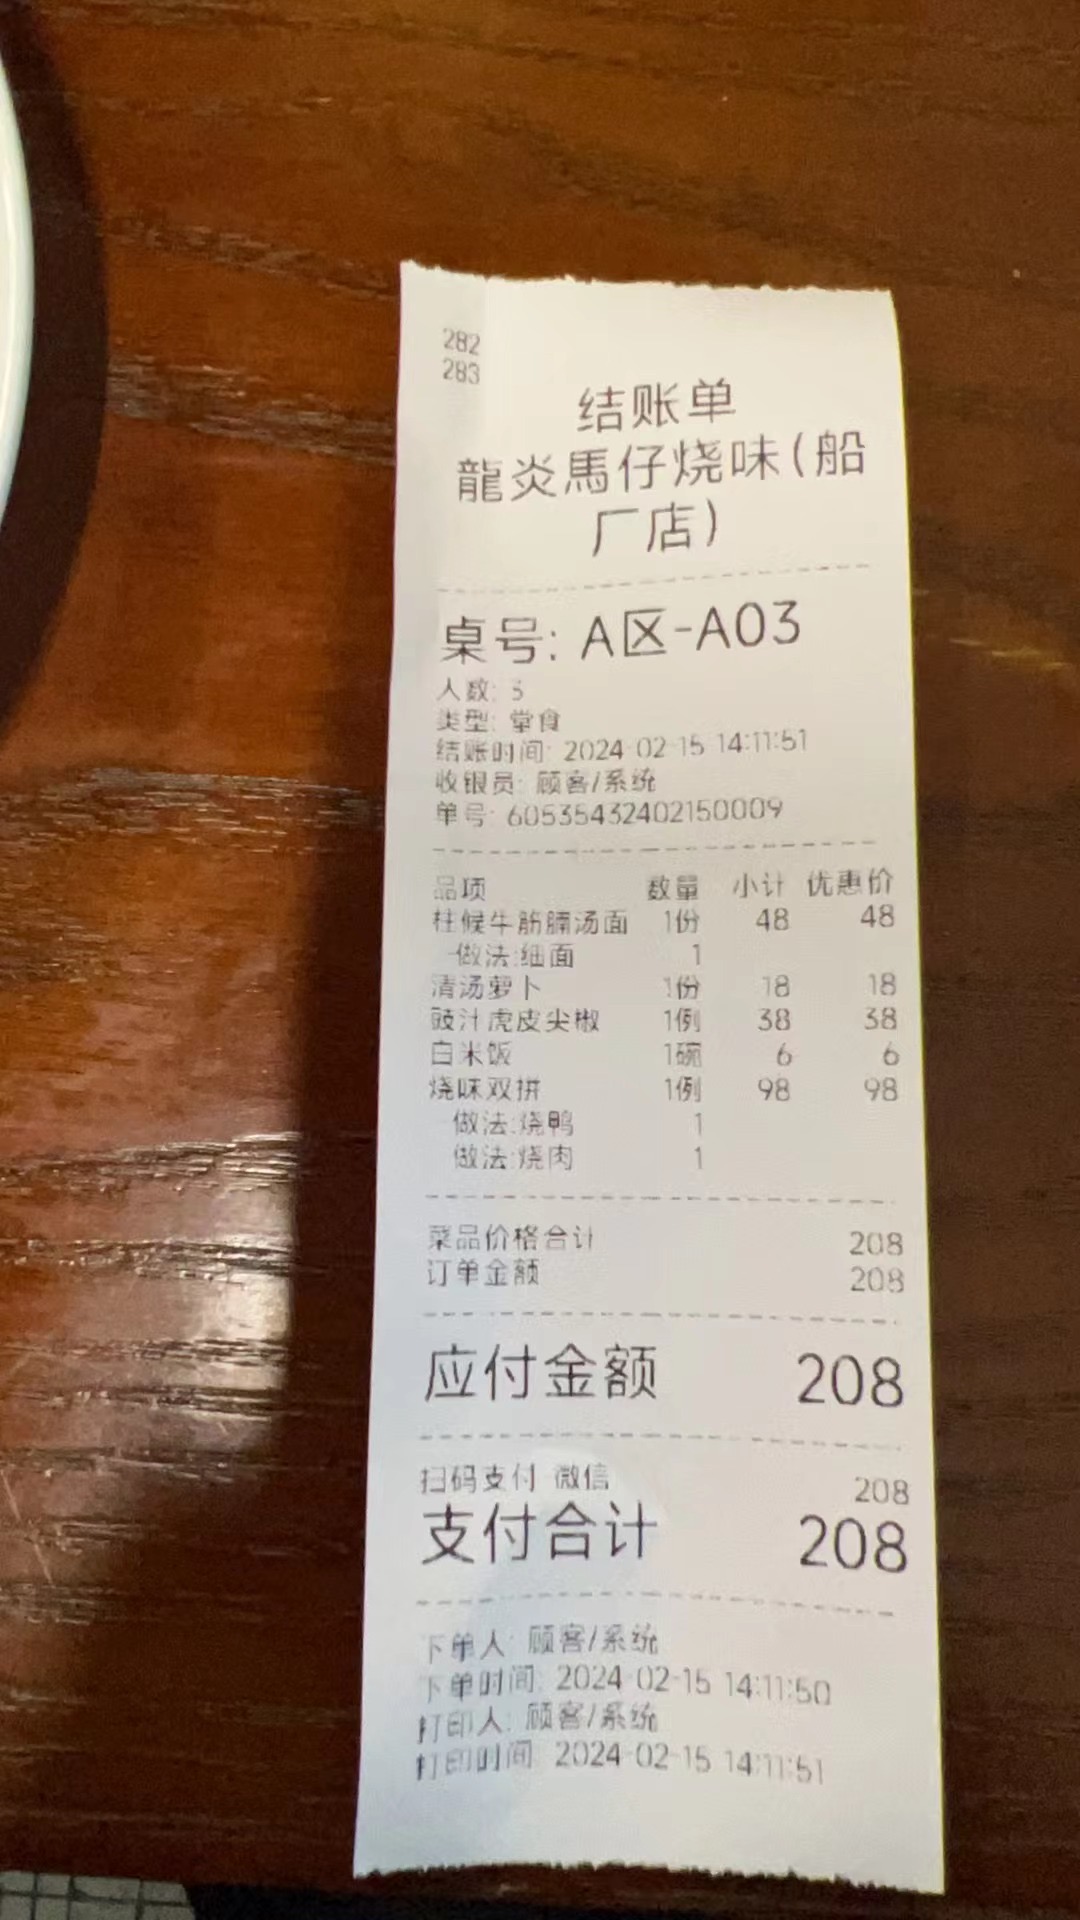 282
283
结账单
龍炎馬仔烧味(船
厂店)
桌号: A区-A03
人数: 3
类型: 堂食
结账时间: 2024-02-15 14:11:51
收银员: 顾客/系统
单号: 60535432402150009
品项 数量 小计 优惠价
柱候牛筋腩汤面 1份 48 48
-做法:细面 1
清汤萝卜 1份 18 18
豉汁虎皮尖椒 1例 38 38
白米饭 1碗 6 6
烧味双拼 1例 98 98
做法:烧鸭 1
做法:烧肉 1
菜品价格合计 208
订单金额 208
应付金额 208
扫码支付-微信 208
支付合计 208
下单人: 顾客/系统
下单时间: 2024-02-15 14:11:50
打印人: 顾客/系统
打印时间: 2024-02-15 14:11:51